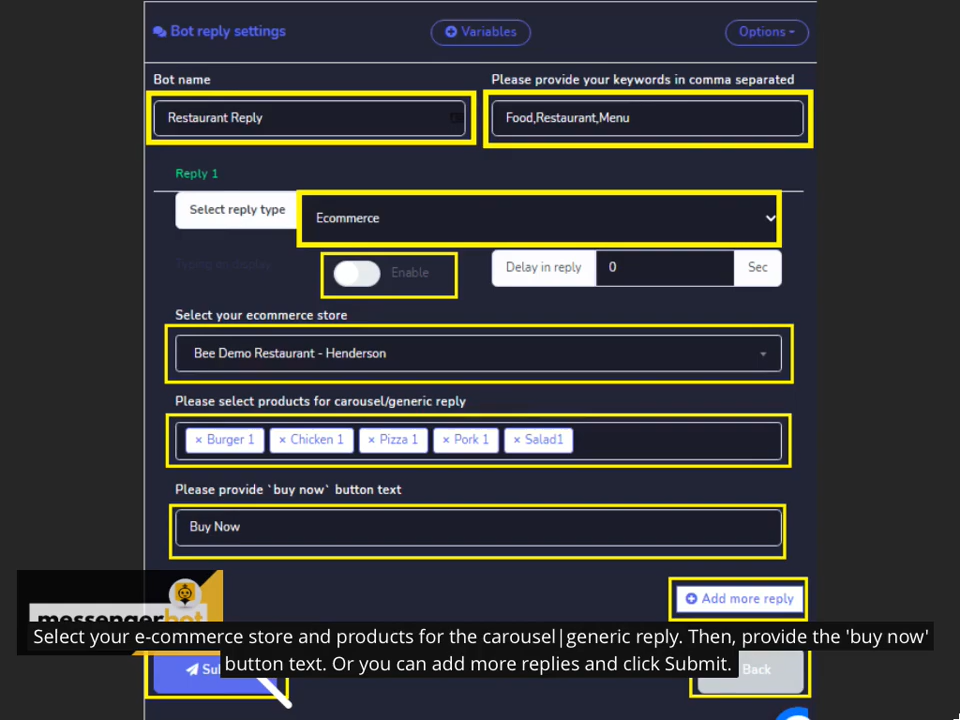 Bot reply settings
Variables
Options
Bot name
Please provide your keywords in comma separated
Restaurant Reply
Food,Restaurant,Menu
Reply 1
Select reply type
Ecommerce
Typing on display
Enable
Delay in reply
0
Sec
Select your ecommerce store
Bee Demo Restaurant - Henderson
Please select products for carousel/generic reply
× Burger 1 × Chicken 1 × Pizza 1 × Pork 1 × Salad1
Please provide `buy now` button text
Buy Now
Add more reply
messengerbot
Select your e-commerce store and products for the carousel|generic reply. Then, provide the 'buy now'
button text. Or you can add more replies and click Submit.
Back